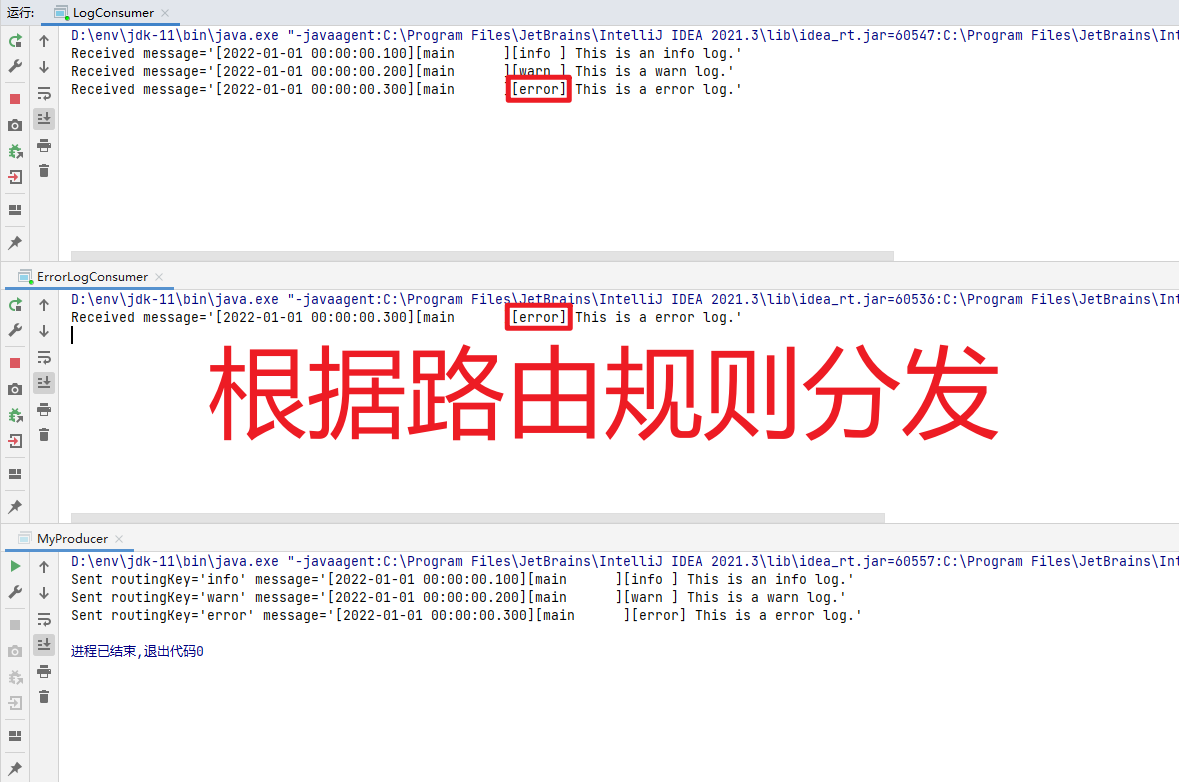 运行: LogConsumer
D:\env\jdk-11\bin\java.exe "-javaagent:C:\Program Files\JetBrains\IntelliJ IDEA 2021.3\lib\idea_rt.jar=60547:C:\Program Files\JetBrains\Int
Received message='[2022-01-01 00:00:00.100][main      ][info ] This is an info log.'
Received message='[2022-01-01 00:00:00.200][main      ][warn ] This is a warn log.'
Received message='[2022-01-01 00:00:00.300][main      ][error] This is a error log.'
ErrorLogConsumer
D:\env\jdk-11\bin\java.exe "-javaagent:C:\Program Files\JetBrains\IntelliJ IDEA 2021.3\lib\idea_rt.jar=60536:C:\Program Files\JetBrains\Int
Received message='[2022-01-01 00:00:00.300][main      ][error] This is a error log.'
根据路由规则分发
MyProducer
D:\env\jdk-11\bin\java.exe "-javaagent:C:\Program Files\JetBrains\IntelliJ IDEA 2021.3\lib\idea_rt.jar=60557:C:\Program Files\JetBrains\Int
Sent routingKey='info' message='[2022-01-01 00:00:00.100][main      ][info ] This is an info log.'
Sent routingKey='warn' message='[2022-01-01 00:00:00.200][main      ][warn ] This is a warn log.'
Sent routingKey='error' message='[2022-01-01 00:00:00.300][main      ][error] This is a error log.'
进程已结束,退出代码0